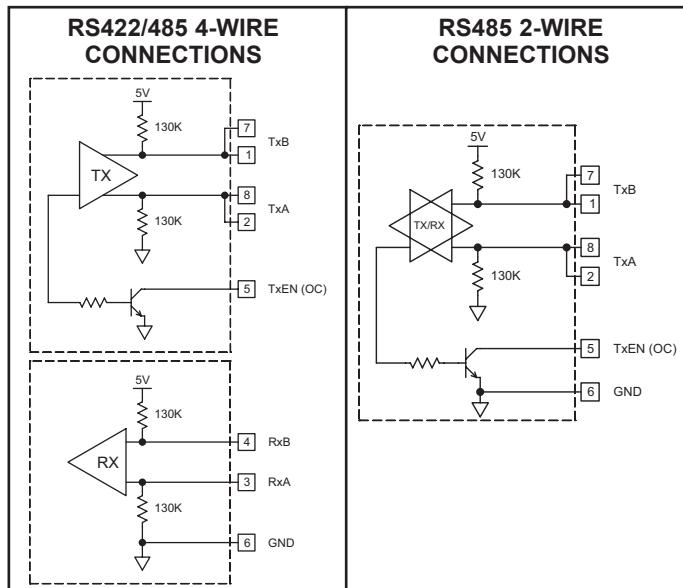 RS422/485 4-WIRE
CONNECTIONS
5V
130K
7
TxB
1
TX
8
TxA
130K
2
5
TxEN (OC)
5V
130K
4
RxB
RX
3
RxA
130K
6
GND
RS485 2-WIRE
CONNECTIONS
5V
130K
7
TxB
1
TX/RX
8
TxA
130K
2
5
TxEN (OC)
6
GND